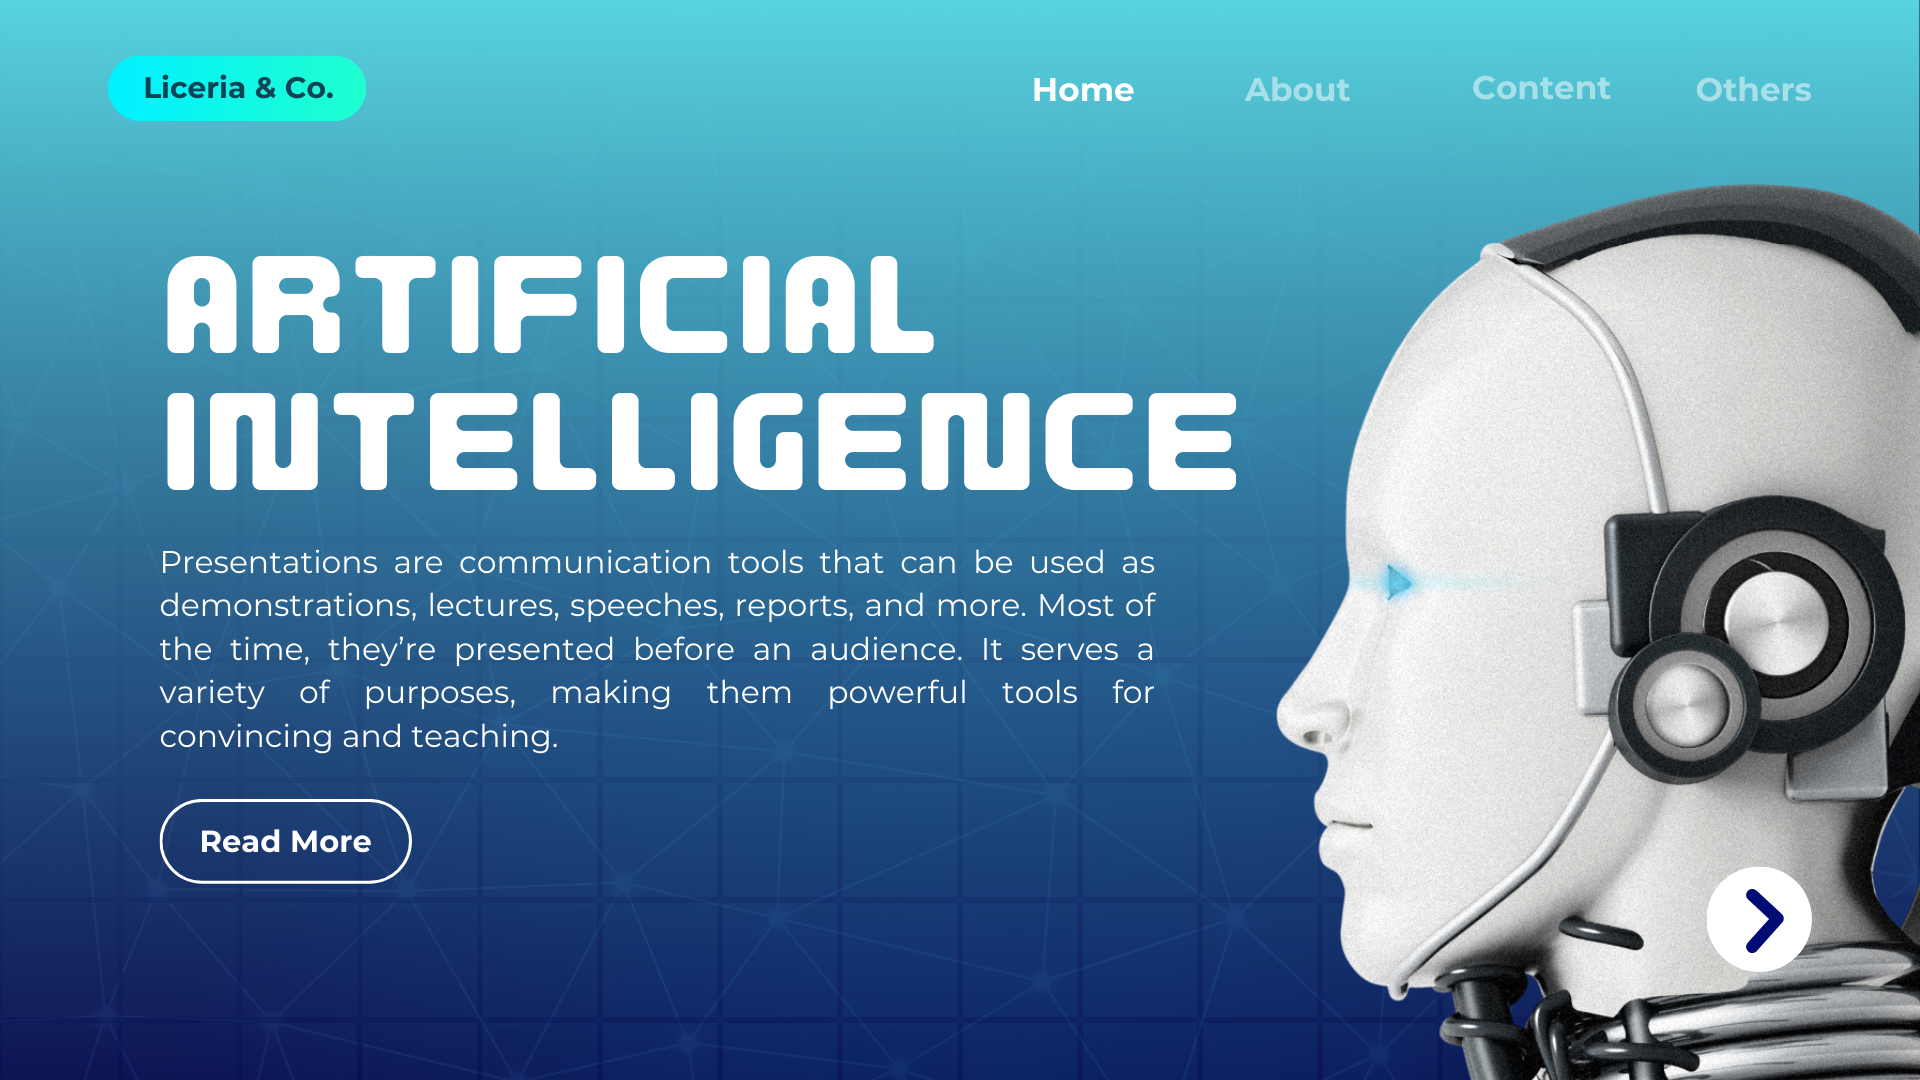 Liceria & Co.
Home About Content Others
ARTIFICIAL
INTELLIGENCE
Presentations are communication tools that can be used as
demonstrations, lectures, speeches, reports, and more. Most of
the time, they’re presented before an audience. It serves a
variety of purposes, making them powerful tools for
convincing and teaching.
Read More